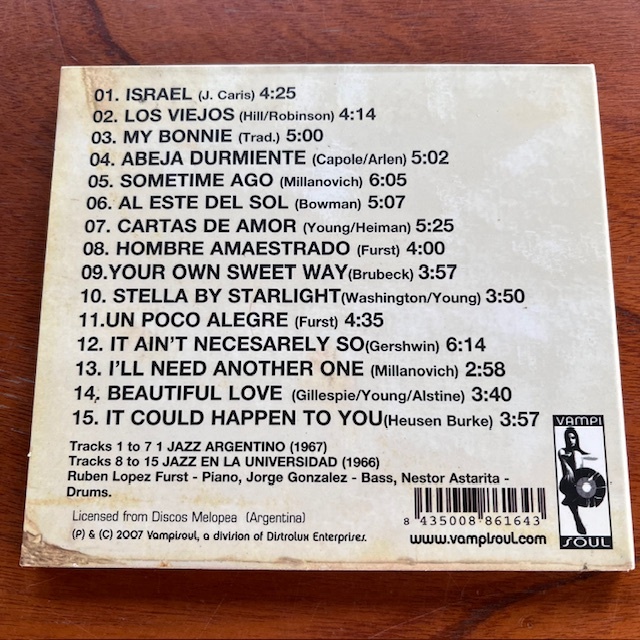 01. ISRAEL (J. Caris) 4:25
02. LOS VIEJOS (Hill/Robinson) 4:14
03. MY BONNIE (Trad.) 5:00
04. ABEJA DURMIENTE (Capole/Arlen) 5:02
05. SOMETIME AGO (Millanovich) 6:05
06. AL ESTE DEL SOL (Bowman) 5:07
07. CARTAS DE AMOR (Young/Heiman) 5:25
08. HOMBRE AMAESTRADO (Furst) 4:00
09.YOUR OWN SWEET WAY(Brubeck) 3:57
10. STELLA BY STARLIGHT(Washington/Young) 3:50
11.UN POCO ALEGRE (Furst) 4:35
12. IT AIN'T NECESARELY SO(Gershwin) 6:14
13. I'LL NEED ANOTHER ONE (Millanovich) 2:58
14. BEAUTIFUL LOVE (Gillespie/Young/Alstine) 3:40
15. IT COULD HAPPEN TO YOU(Heusen Burke) 3:57
Tracks 1 to 7 1 JAZZ ARGENTINO (1967)
Tracks 8 to 15 JAZZ EN LA UNIVERSIDAD (1966)
Ruben Lopez Furst - Piano, Jorge Gonzalez - Bass, Nestor Astarita -
Drums.
Licensed from Discos Melopea (Argentina)
(P) & (C) 2007 Vampisoul, a division of Distrolux Enterprises.
8 435008 861643
www.vampisoul.com
VAMPI
SOUL